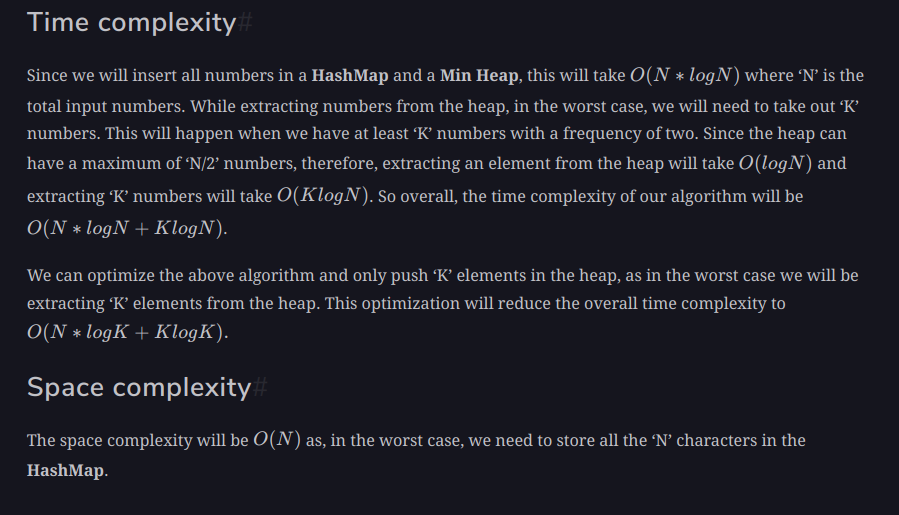 Time complexity#
Since we will insert all numbers in a HashMap and a Min Heap, this will take O(N ∗ logN) where ‘N’ is the
total input numbers. While extracting numbers from the heap, in the worst case, we will need to take out ‘K’
numbers. This will happen when we have at least ‘K’ numbers with a frequency of two. Since the heap can
have a maximum of ‘N/2’ numbers, therefore, extracting an element from the heap will take O(logN) and
extracting ‘K’ numbers will take O(KlogN). So overall, the time complexity of our algorithm will be
O(N ∗ logN + KlogN).
We can optimize the above algorithm and only push ‘K’ elements in the heap, as in the worst case we will be
extracting ‘K’ elements from the heap. This optimization will reduce the overall time complexity to
O(N ∗ logK + KlogK).
Space complexity#
The space complexity will be O(N) as, in the worst case, we need to store all the ‘N’ characters in the
HashMap.